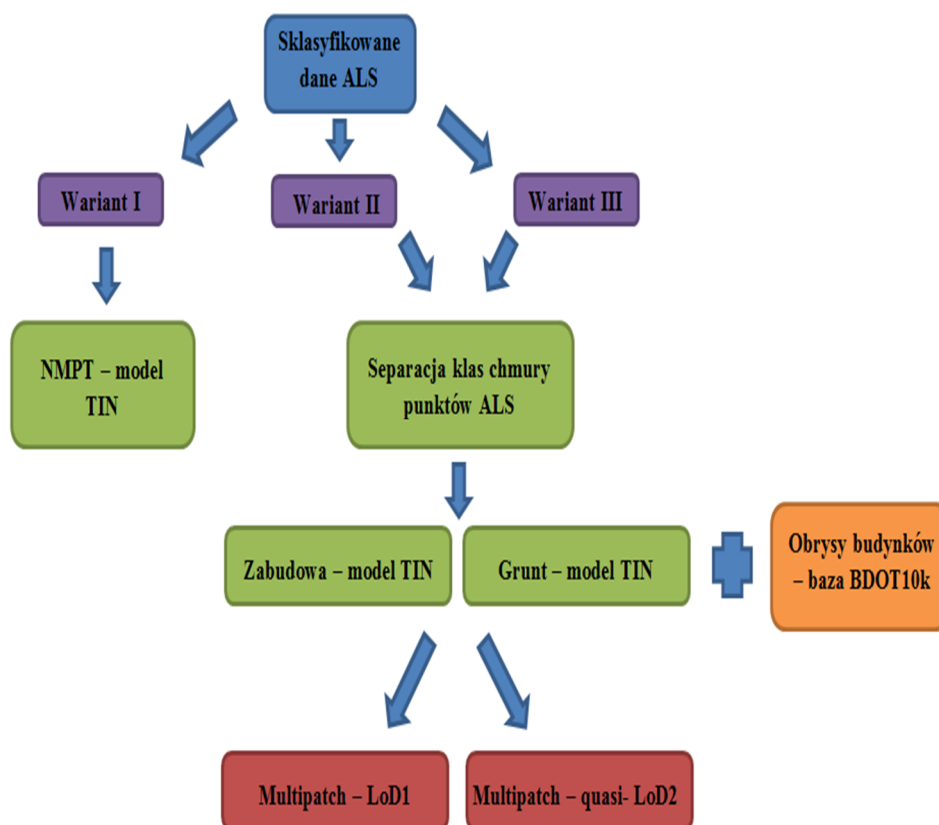 Sklasyfikowane
dane ALS
Wariant I
Wariant II
Wariant III
NMPT – model
TIN
Separacja klas chmury
punktów ALS
Zabudowa – model TIN
Grunt – model TIN
Obrysy budynków
– baza BDOT10k
Multipatch – LoD1
Multipatch – quasi- LoD2